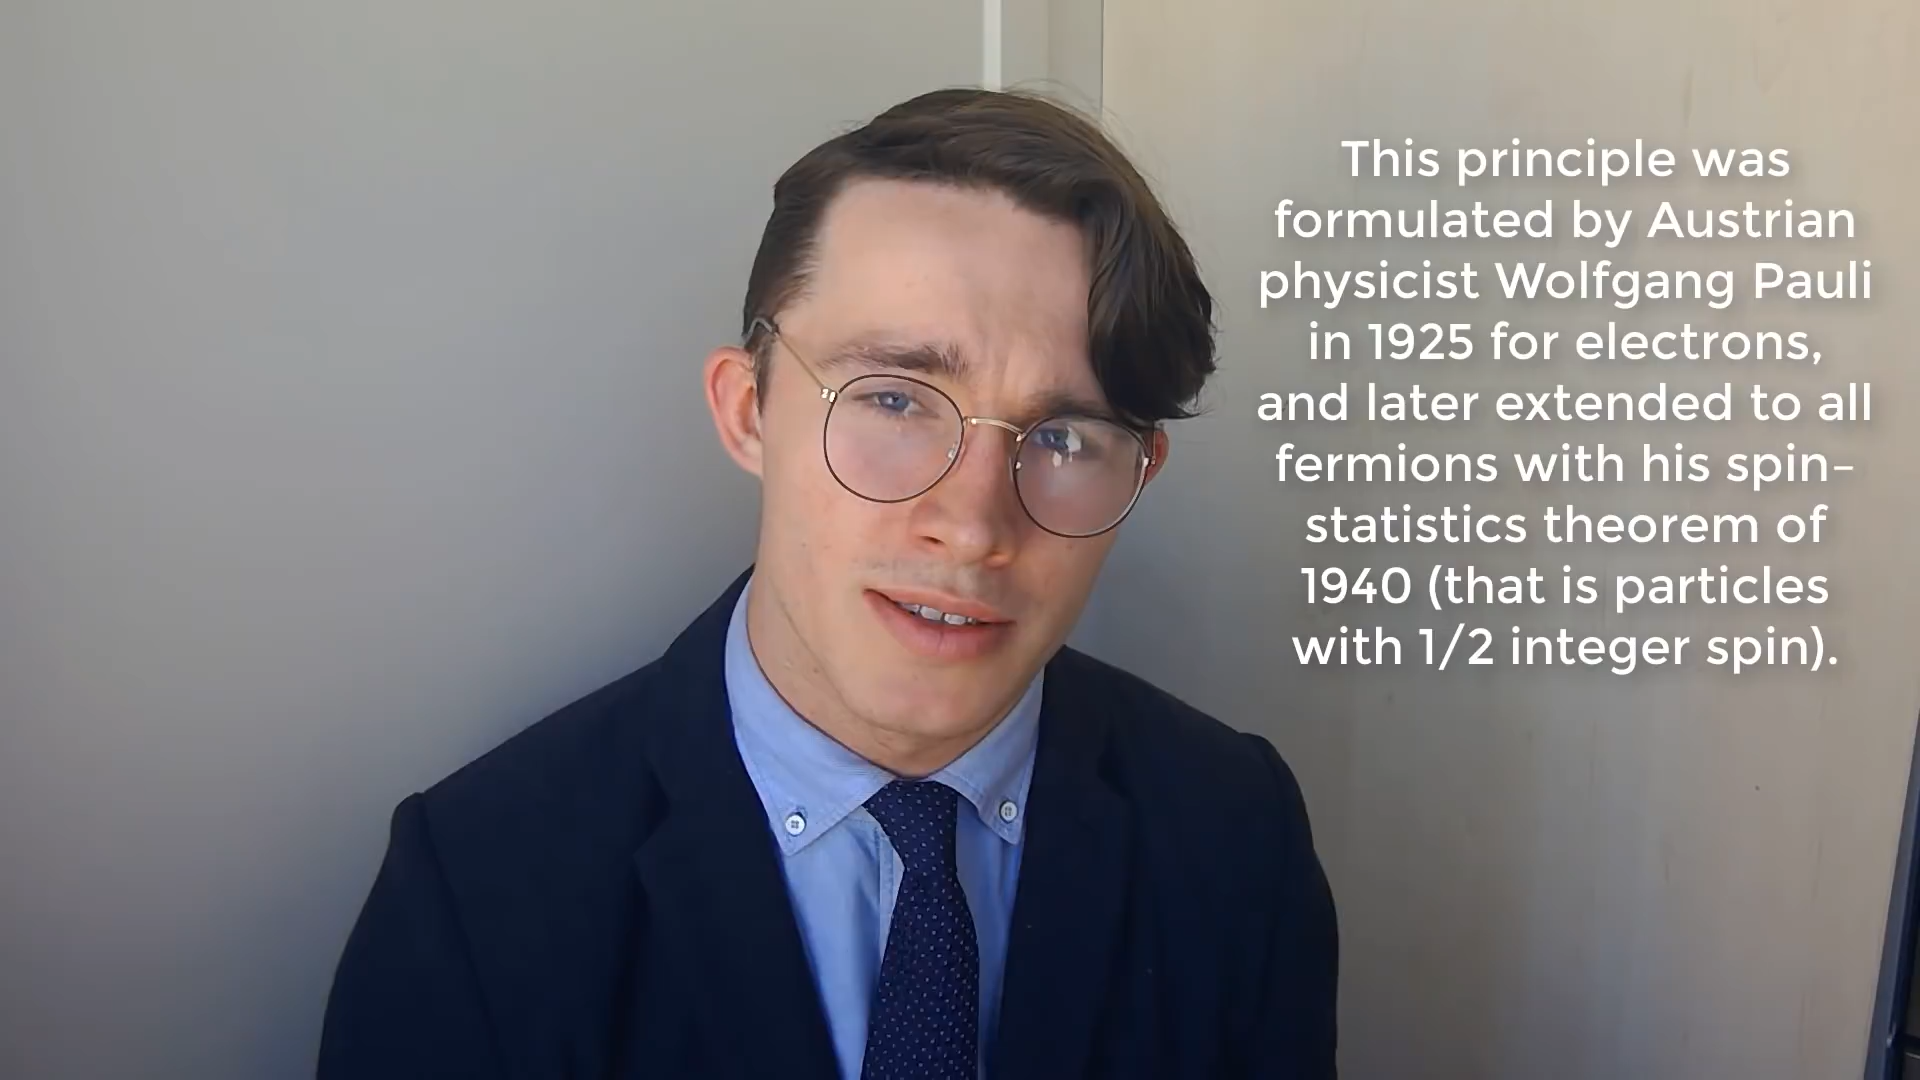 This principle was
formulated by Austrian
physicist Wolfgang Pauli
in 1925 for electrons,
and later extended to all
fermions with his spin–
statistics theorem of
1940 (that is particles
with 1/2 integer spin).